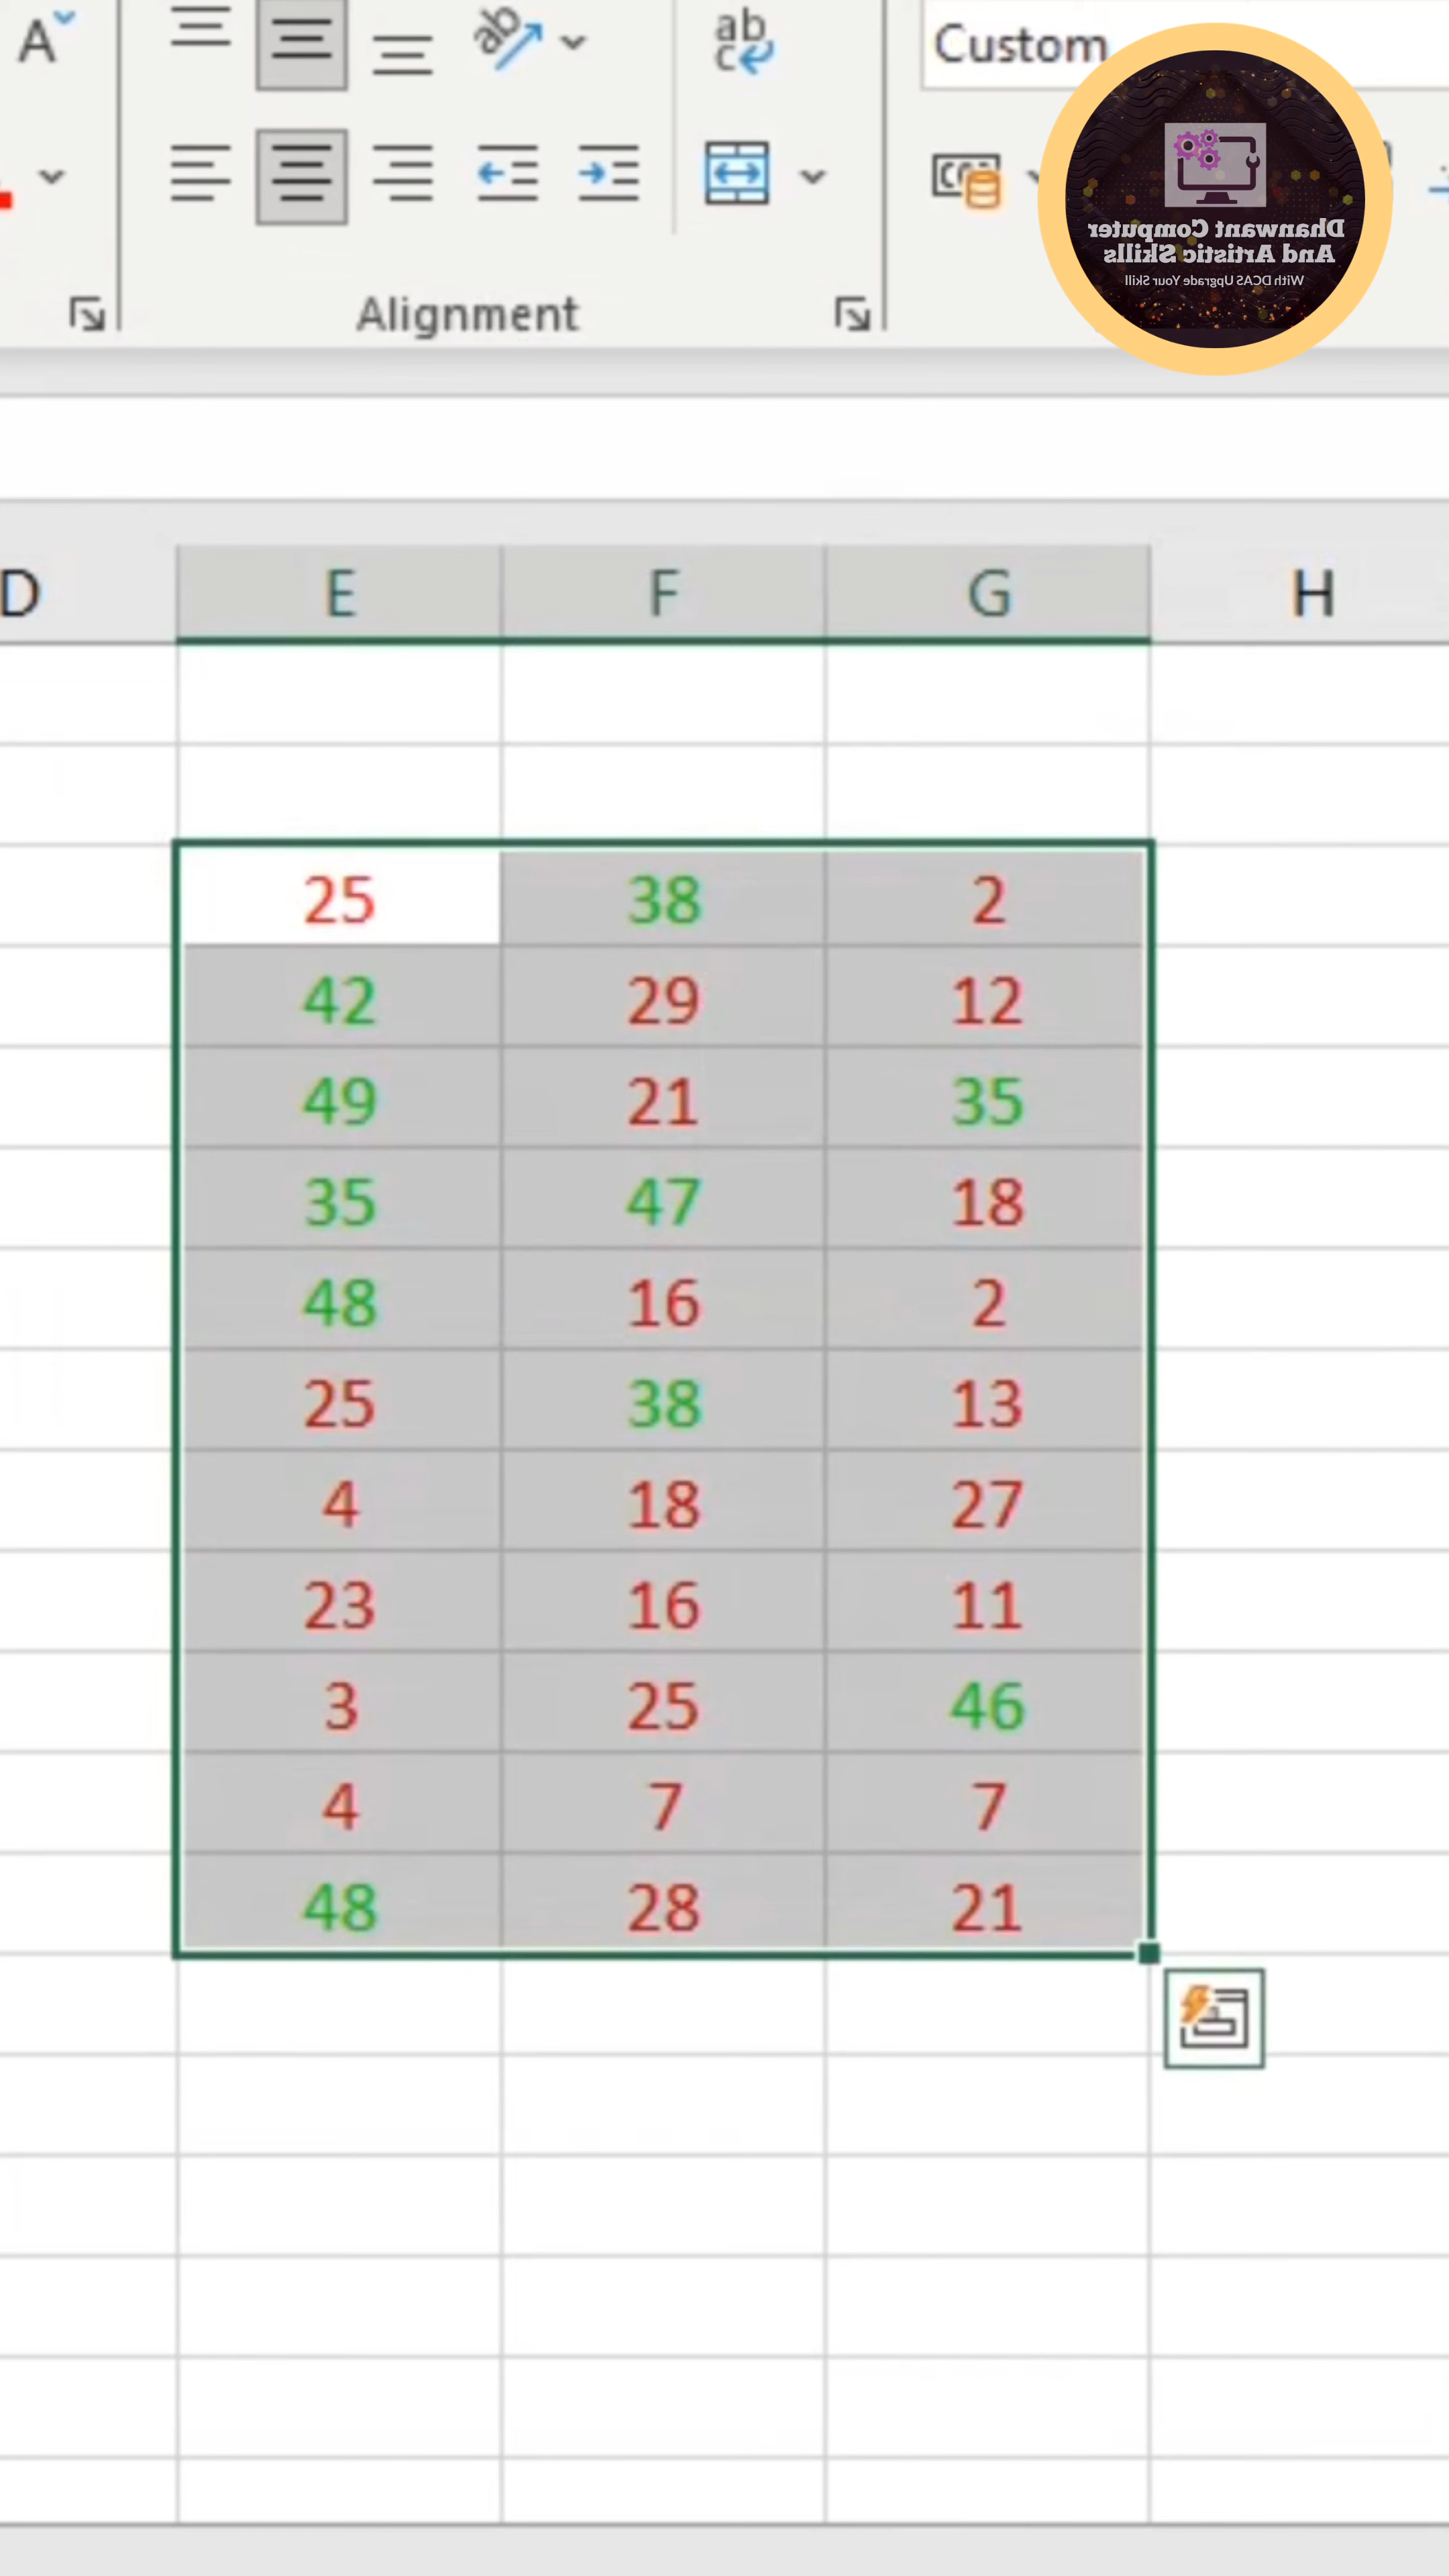 A
ab
ab
c
Custom
Dhanwant Computer
And Artistic Skills
With DCAS Upgrade Your Skill
Alignment
D E F G H
25 38 2
42 29 12
49 21 35
35 47 18
48 16 2
25 38 13
4 18 27
23 16 11
3 25 46
4 7 7
48 28 21